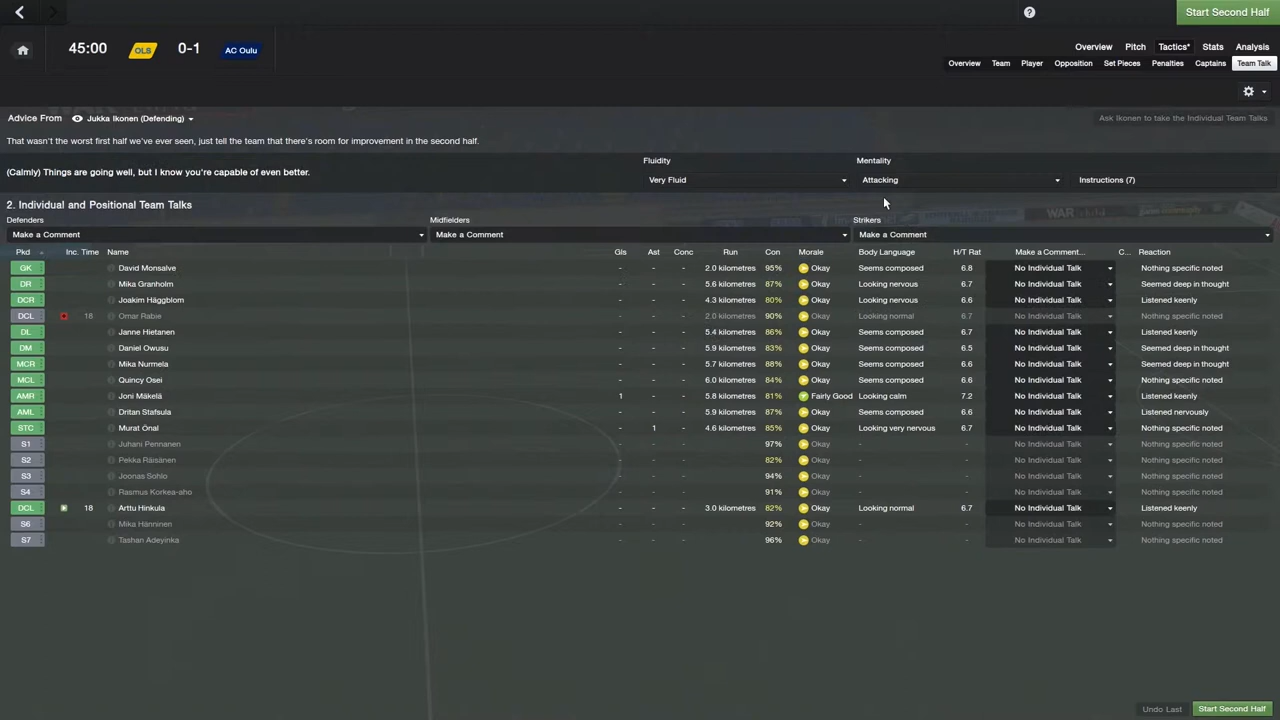 Start Second Half
45:00 OLS 0-1 AC Oulu
Overview Pitch Tactics* Stats Analysis
Overview Team Player Opposition Set Pieces Penalties Captains Team Talk
Advice From Jukka Ikonen (Defending) Ask Ikonen to take the Individual Team Talks
That wasn't the worst first half we've ever seen, just tell the team that there's room for improvement in the second half.
Fluidity Mentality
(Calmly) Things are going well, but I know you're capable of even better. Very Fluid Attacking Instructions (7)
2. Individual and Positional Team Talks
Defenders Midfielders Strikers
Make a Comment Make a Comment Make a Comment
Pkd Inc. Time Name Gls Ast Conc Run Con Morale Body Language H/T Rat Make a Comment... C... Reaction
GK David Monsalve - - - 2.0 kilometres 95% Okay Seems composed 6.8 No Individual Talk Nothing specific noted
DR Mika Granholm - - - 5.6 kilometres 87% Okay Looking nervous 6.7 No Individual Talk Seemed deep in thought
DCR Joakim Häggblom - - - 4.3 kilometres 80% Okay Looking nervous 6.6 No Individual Talk Listened keenly
DCL 18 Omar Rabie - - - 2.0 kilometres 90% Okay Looking normal 6.7 No Individual Talk Nothing specific noted
DL Janne Hietanen - - - 5.4 kilometres 86% Okay Seems composed 6.7 No Individual Talk Listened keenly
DM Daniel Owusu - - - 5.9 kilometres 83% Okay Seems composed 6.5 No Individual Talk Seemed deep in thought
MCR Mika Nurmela - - - 5.7 kilometres 88% Okay Seems composed 6.6 No Individual Talk Seemed deep in thought
MCL Quincy Osei - - - 6.0 kilometres 84% Okay Seems composed 6.6 No Individual Talk Nothing specific noted
AMR Joni Mäkelä 1 - - 5.8 kilometres 81% Fairly Good Looking calm 7.2 No Individual Talk Listened keenly
AML Dritan Stafsula - - - 5.9 kilometres 87% Okay Seems composed 6.6 No Individual Talk Listened nervously
STC Murat Önal - 1 - 4.6 kilometres 85% Okay Looking very nervous 6.7 No Individual Talk Nothing specific noted
S1 Juhani Pennanen - - - - 97% Okay - - No Individual Talk Nothing specific noted
S2 Pekka Räisänen - - - - 82% Okay - - No Individual Talk Nothing specific noted
S3 Joonas Sohlo - - - - 94% Okay - - No Individual Talk Nothing specific noted
S4 Rasmus Korkea-aho - - - - 91% Okay - - No Individual Talk Nothing specific noted
DCL 18 Arttu Hinkula - - - 3.0 kilometres 82% Okay Looking normal 6.7 No Individual Talk Listened keenly
S6 Mika Hänninen - - - - 92% Okay - - No Individual Talk Nothing specific noted
S7 Tashan Adeyinka - - - - 96% Okay - - No Individual Talk Nothing specific noted
Undo Last Start Second Half